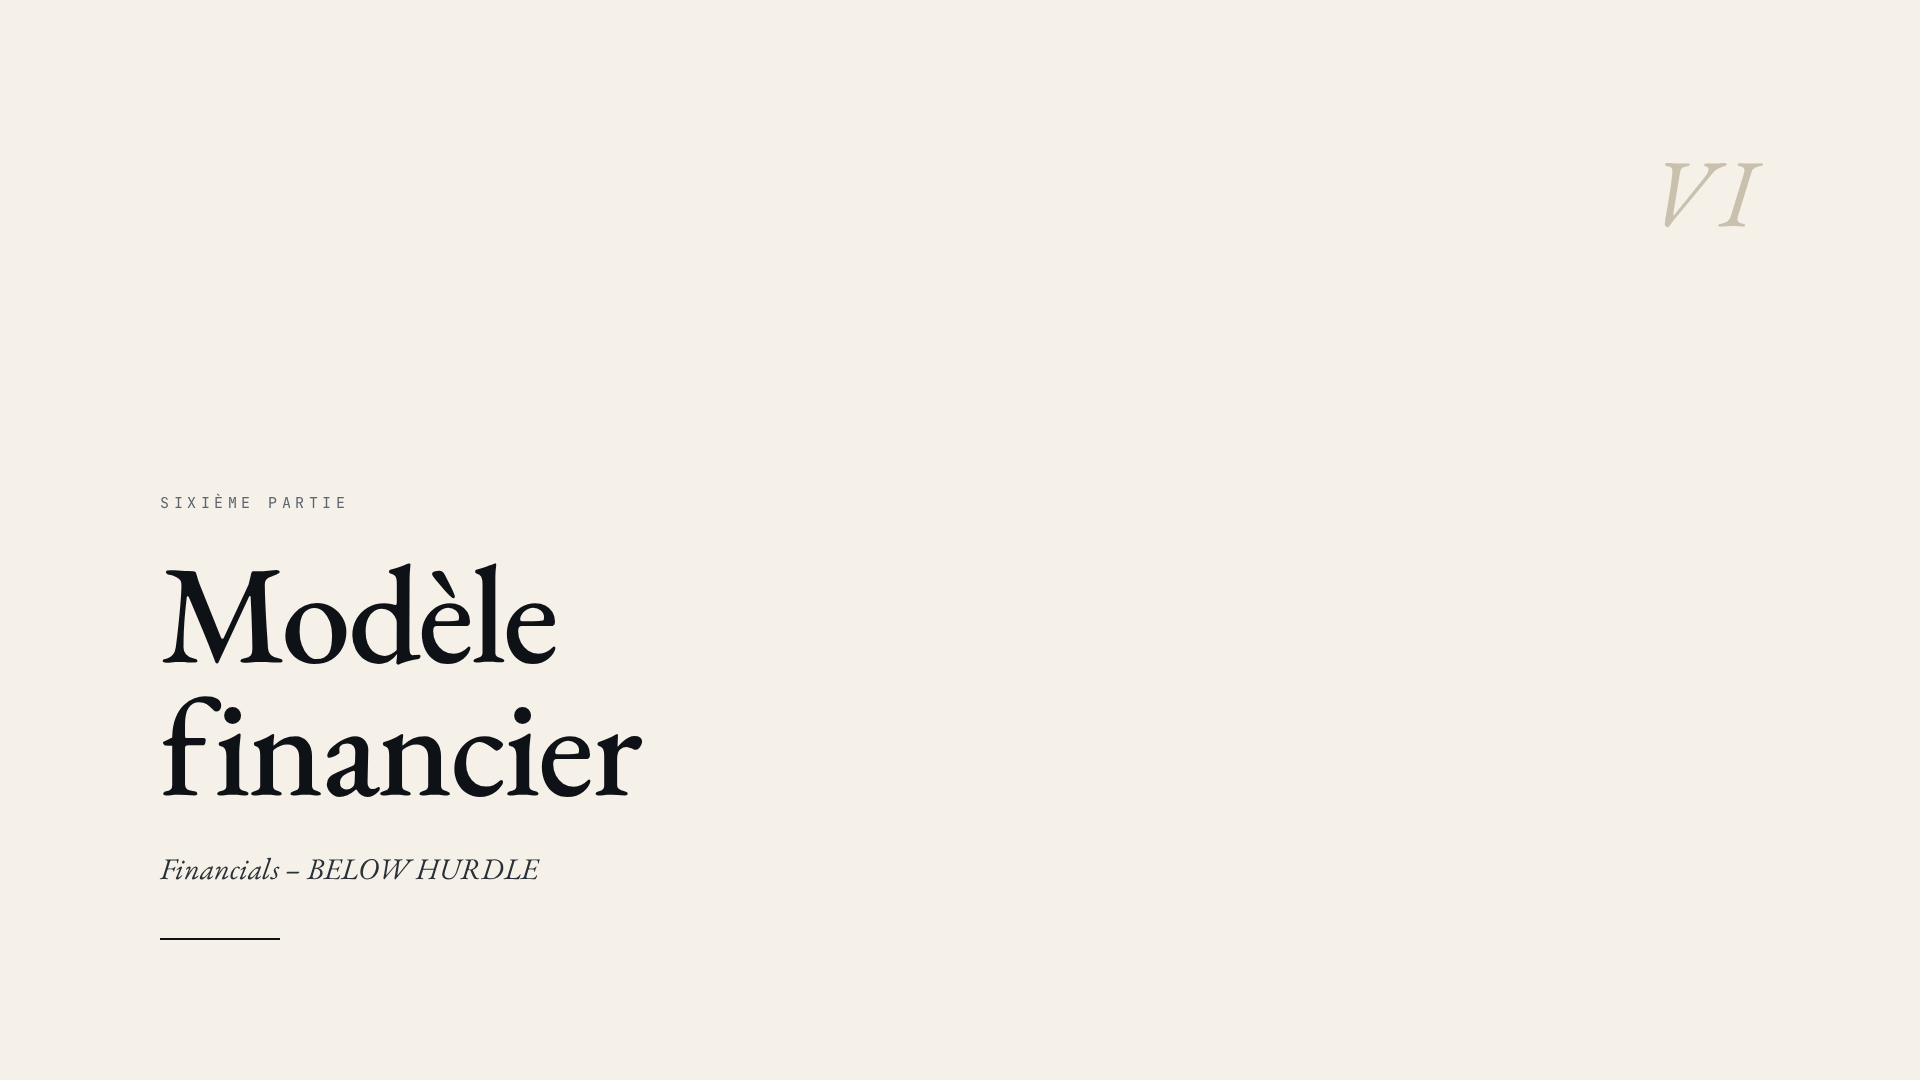 VI
SIXIÈME PARTIE
Modèle
financier
Financials – BELOW HURDLE